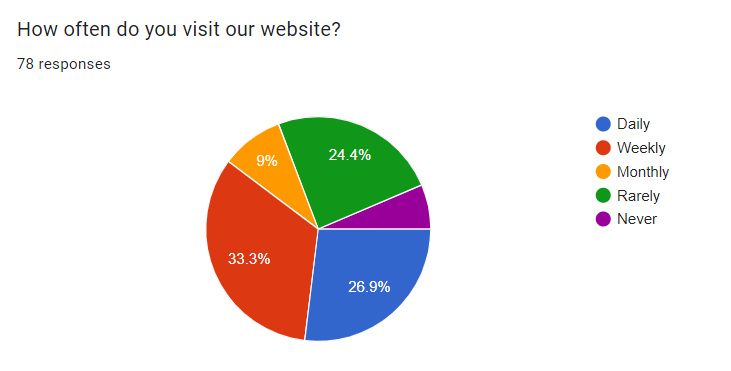 How often do you visit our website?
78 responses
24.4%
9%
33.3%
26.9%
Daily
Weekly
Monthly
Rarely
Never